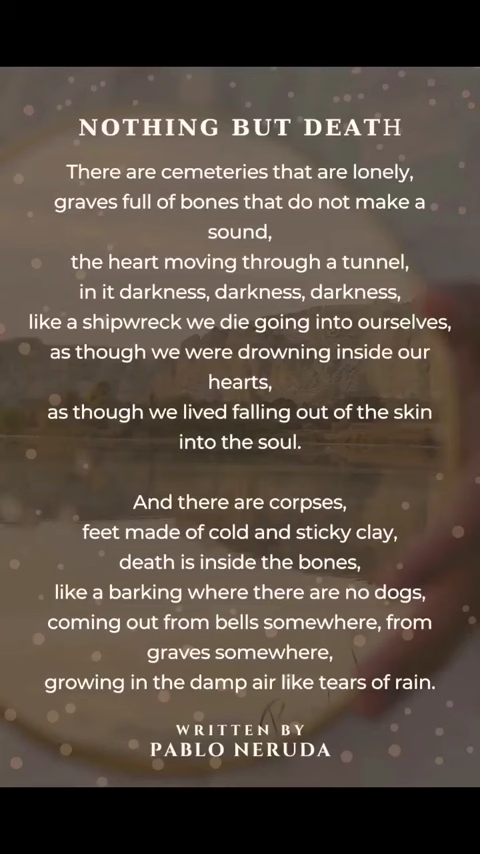 NOTHING BUT DEATH
There are cemeteries that are lonely,
graves full of bones that do not make a
sound,
the heart moving through a tunnel,
in it darkness, darkness, darkness,
like a shipwreck we die going into ourselves,
as though we were drowning inside our
hearts,
as though we lived falling out of the skin
into the soul.
And there are corpses,
feet made of cold and sticky clay,
death is inside the bones,
like a barking where there are no dogs,
coming out from bells somewhere, from
graves somewhere,
growing in the damp air like tears of rain.
WRITTEN BY
PABLO NERUDA